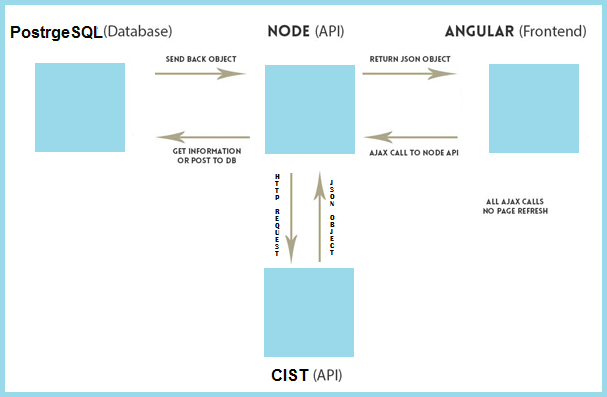 PostrgeSQL(Database)
NODE (API)
ANGULAR (Frontend)
SEND BACK OBJECT
RETURN JSON OBJECT
GET INFORMATION
OR POST TO DB
AJAX CALL TO NODE API
HTTP REQUEST
JSON OBJECT
ALL AJAX CALLS
NO PAGE REFRESH
CIST (API)